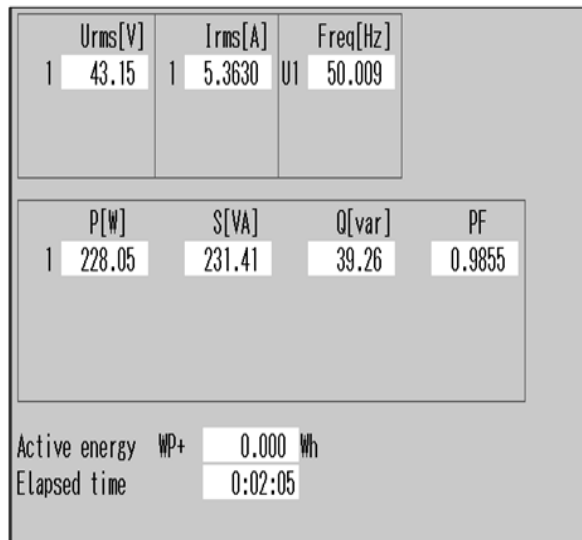 Urms[V] Irms[A] Freq[Hz]
1 43.15 1 5.3630 U1 50.009
P[W] S[VA] Q[var] PF
1 228.05 231.41 39.26 0.9855
Active energy WP+ 0.000 Wh
Elapsed time 0:02:05